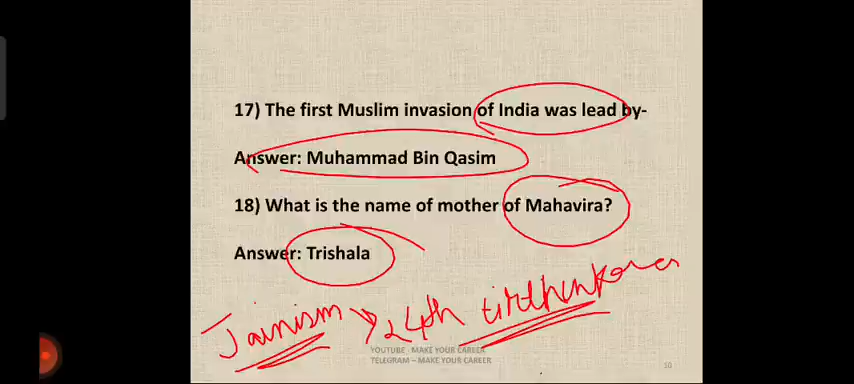 17) The first Muslim invasion of India was lead by-
Answer: Muhammad Bin Qasim
18) What is the name of mother of Mahavira?
Answer: Trishala
Jainism → 24th tirthankara
YOUTUBE - MAKE YOUR CAREER
TELEGRAM – MAKE YOUR CAREER
10